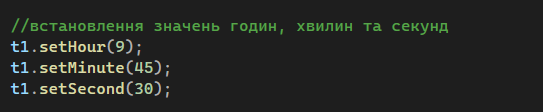 //встановлення значень годин, хвилин та секунд
t1.setHour(9);
t1.setMinute(45);
t1.setSecond(30);